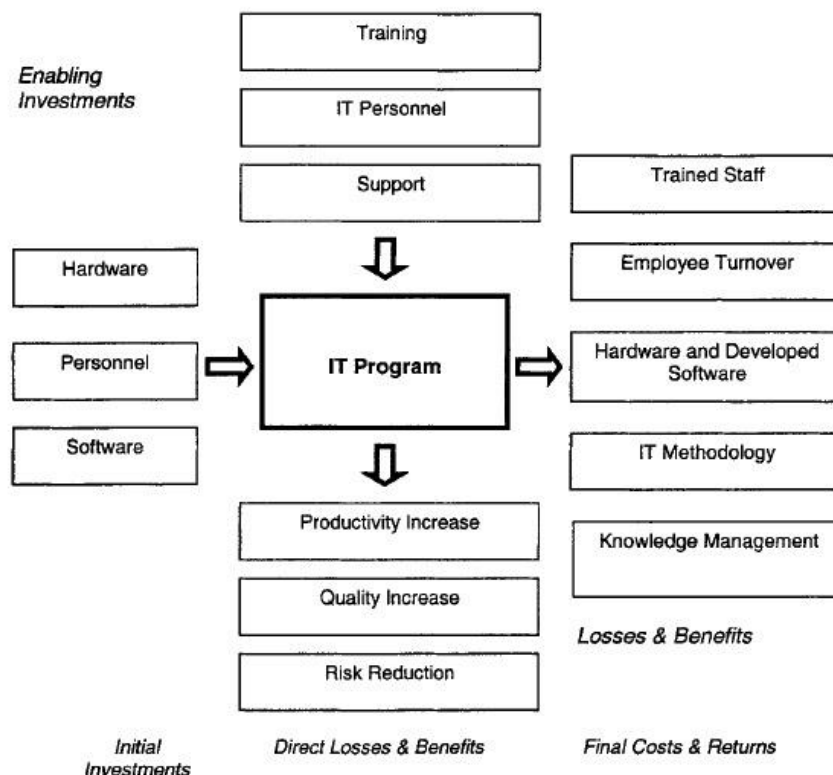 Training
Enabling
Investments
IT Personnel
Support
Trained Staff
Hardware
Employee Turnover
Personnel
IT Program
Hardware and Developed
Software
Software
IT Methodology
Productivity Increase
Knowledge Management
Quality Increase
Losses & Benefits
Risk Reduction
Initial
Investments
Direct Losses & Benefits
Final Costs & Returns